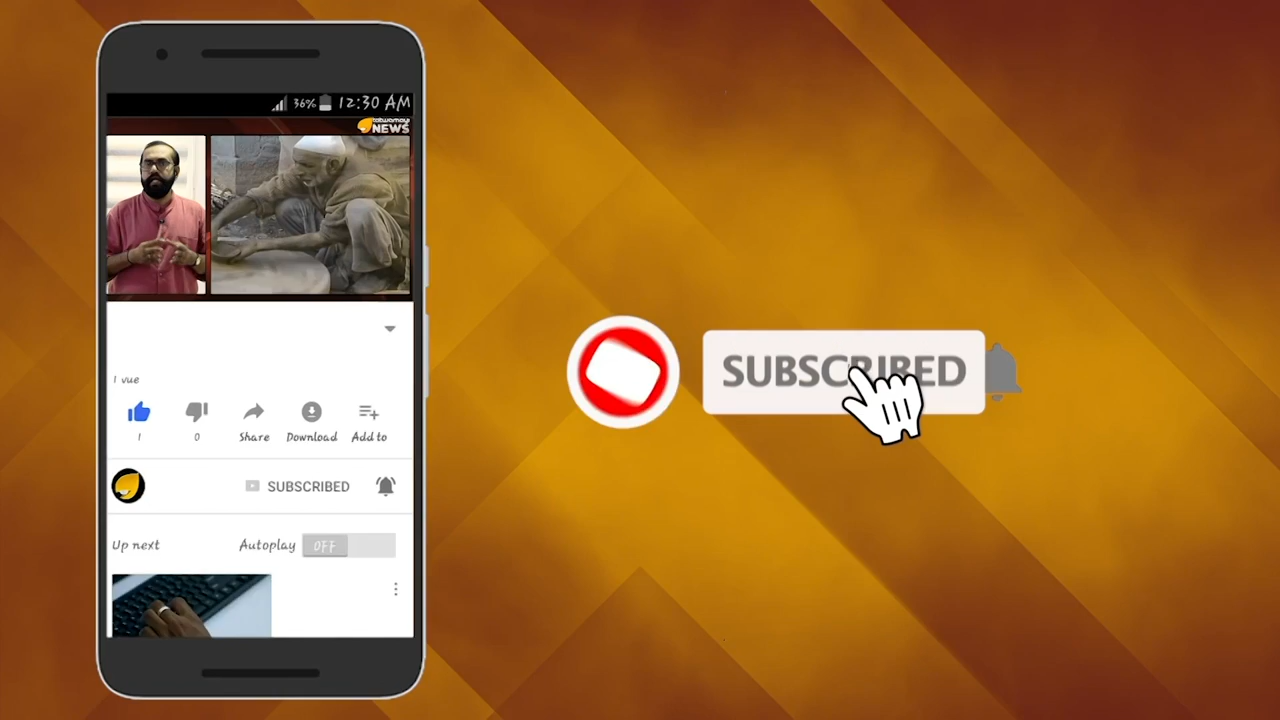 36% 12:30 AM
tatwamayi
NEWS
1 vue
1
0
Share
Download
Add to
SUBSCRIBED
Up next
Autoplay
OFF
SUBSCRIBED